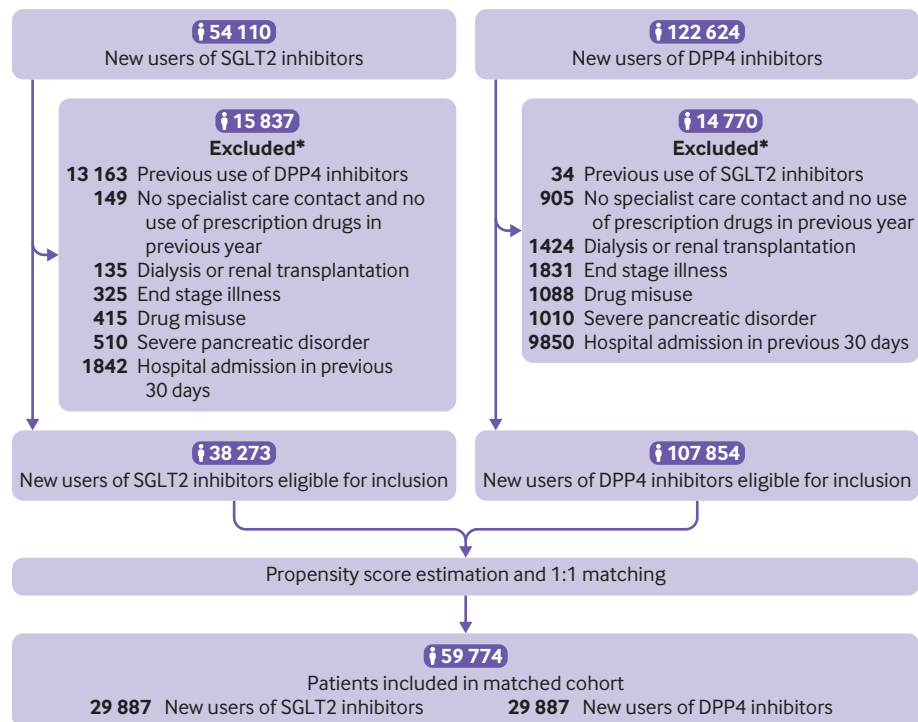 54 110
New users of SGLT2 inhibitors
122 624
New users of DPP4 inhibitors
15 837
Excluded*
13 163 Previous use of DPP4 inhibitors
149 No specialist care contact and no
use of prescription drugs in
previous year
135 Dialysis or renal transplantation
325 End stage illness
415 Drug misuse
510 Severe pancreatic disorder
1842 Hospital admission in previous
30 days
14 770
Excluded*
34 Previous use of SGLT2 inhibitors
905 No specialist care contact and no use
of prescription drugs in previous year
1424 Dialysis or renal transplantation
1831 End stage illness
1088 Drug misuse
1010 Severe pancreatic disorder
9850 Hospital admission in previous 30 days
38 273
New users of SGLT2 inhibitors eligible for inclusion
107 854
New users of DPP4 inhibitors eligible for inclusion
Propensity score estimation and 1:1 matching
59 774
Patients included in matched cohort
29 887 New users of SGLT2 inhibitors
29 887 New users of DPP4 inhibitors